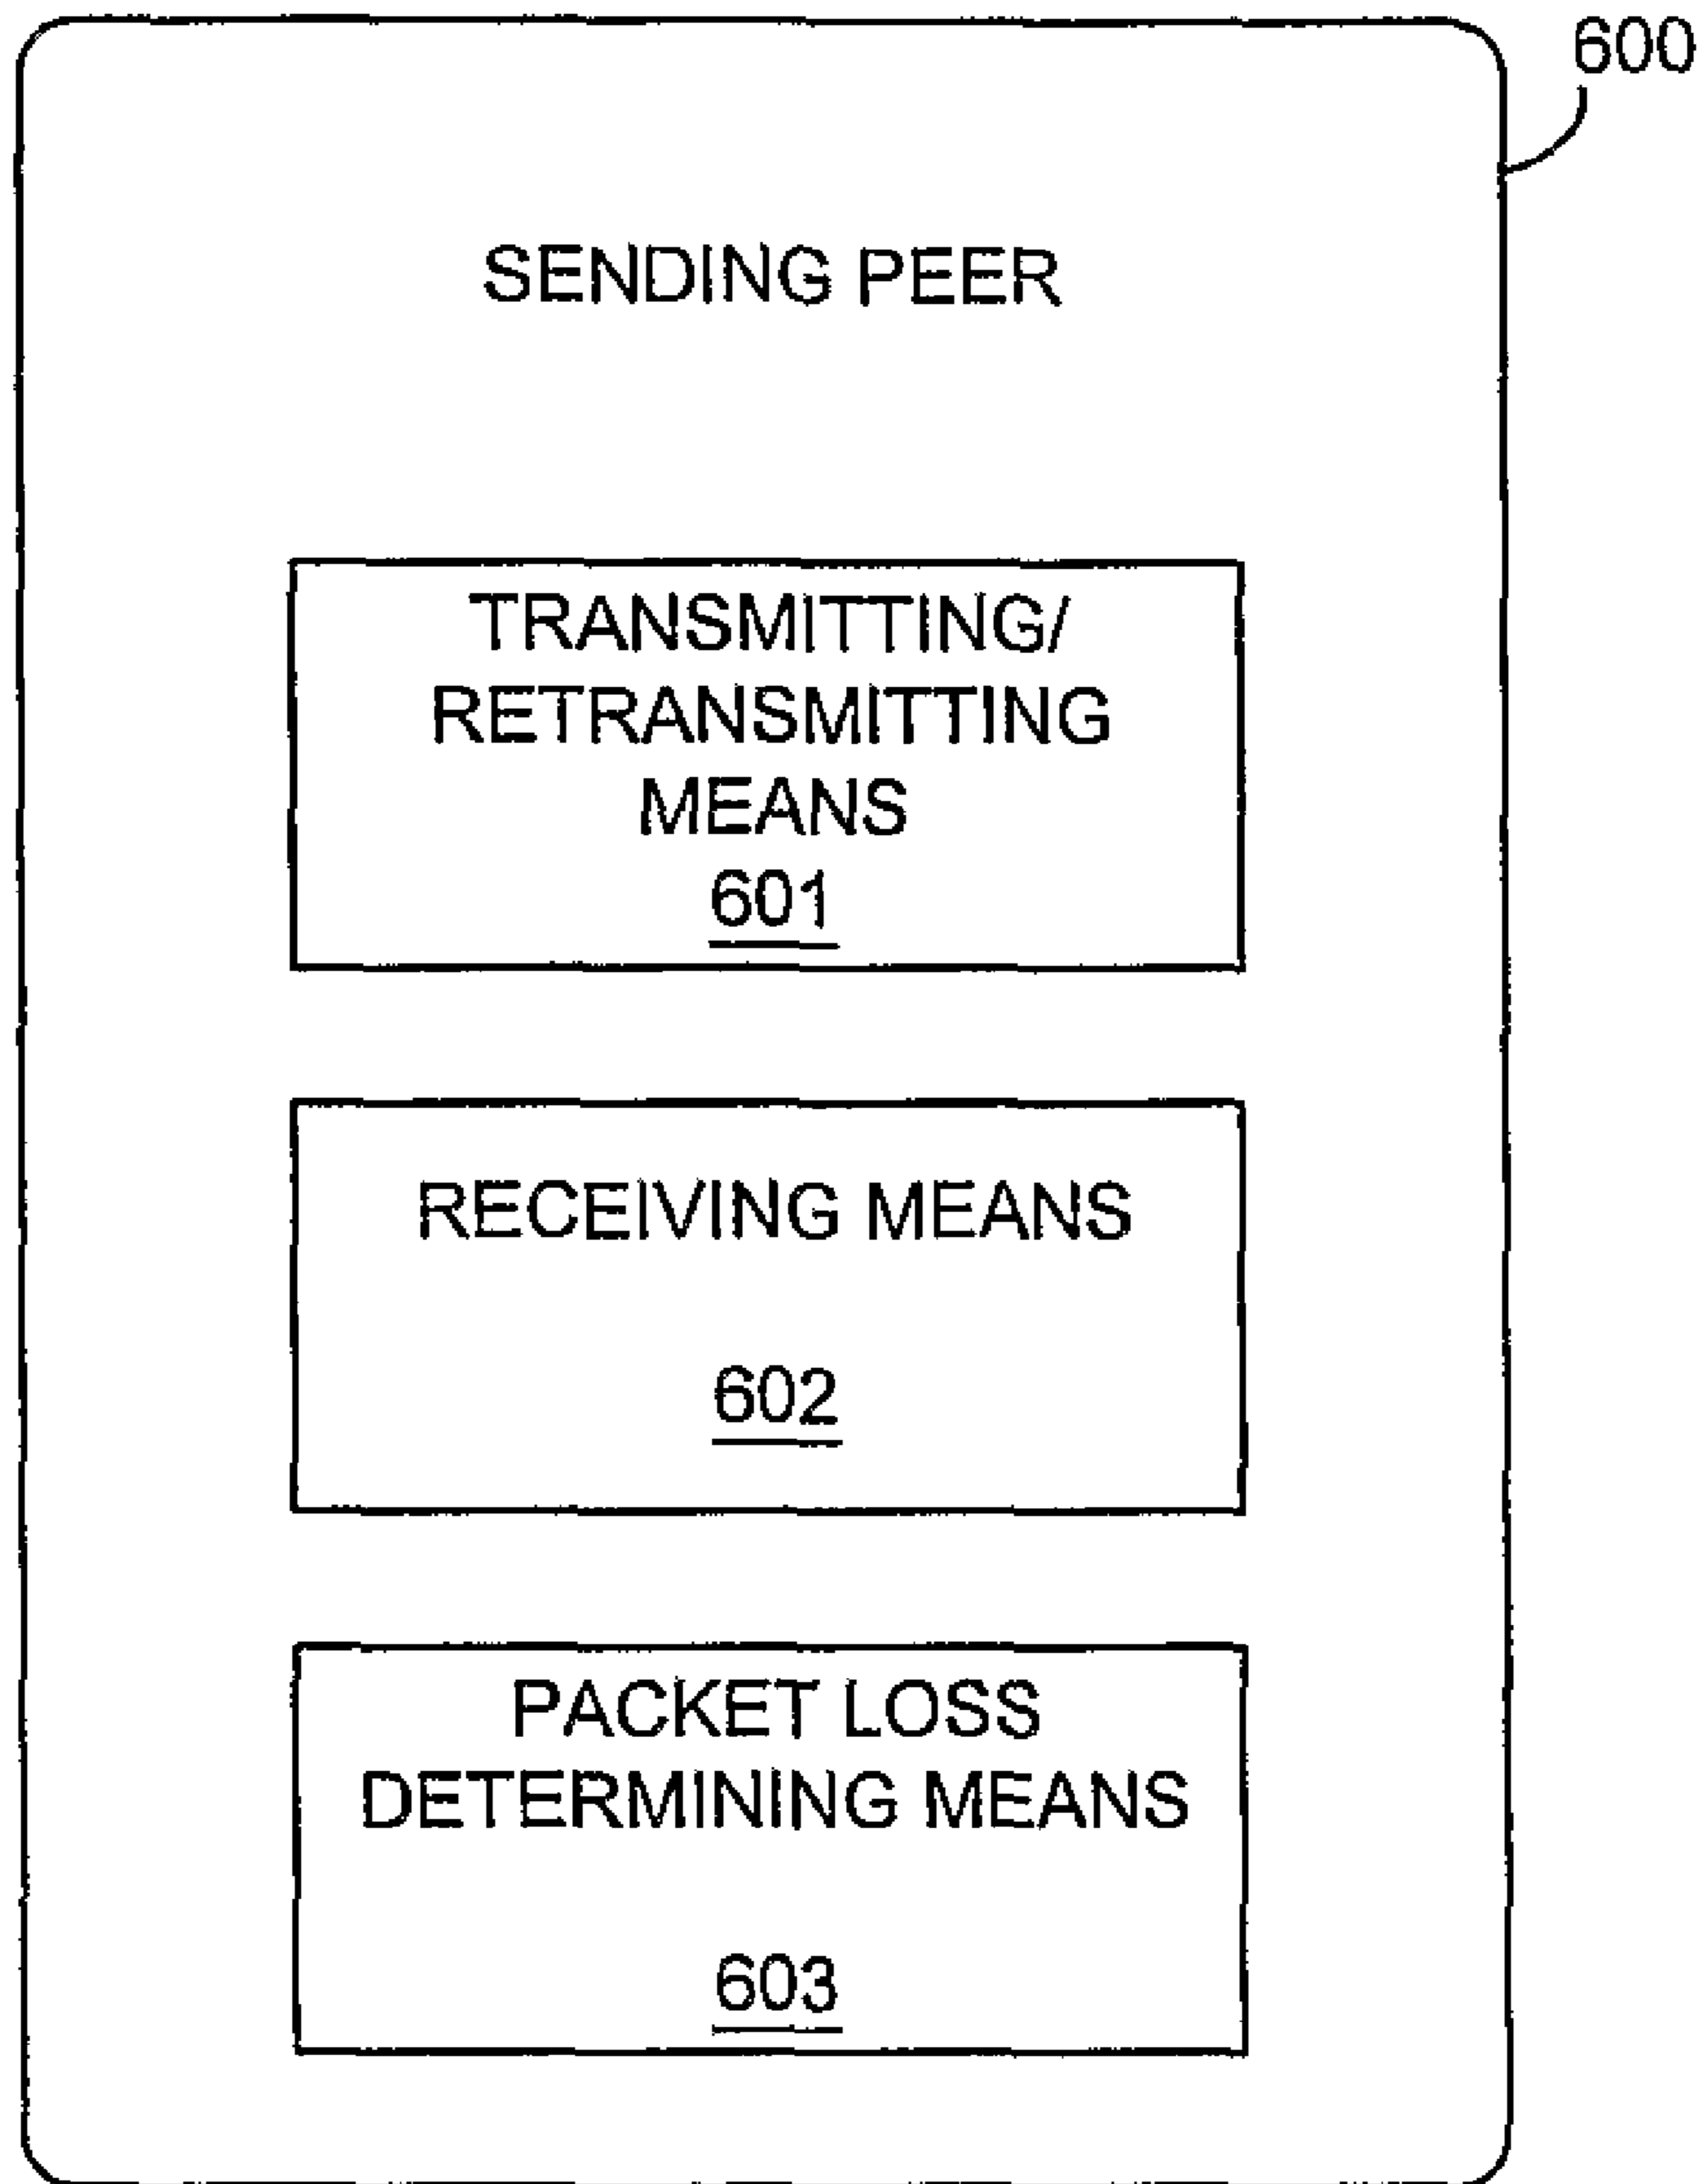 600
SENDING PEER
TRANSMITTING/
RETRANSMITTING
MEANS
601
RECEIVING MEANS
602
PACKET LOSS
DETERMINING MEANS
603